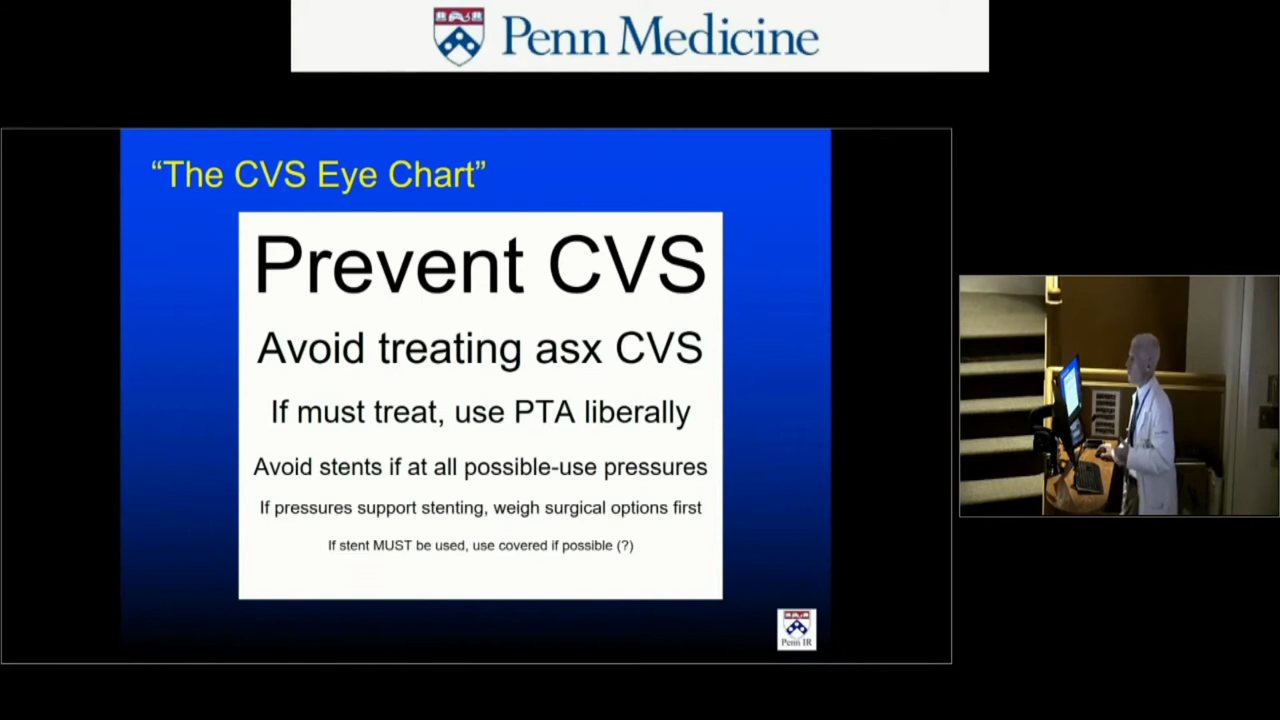 Penn Medicine
“The CVS Eye Chart”
Prevent CVS
Avoid treating asx CVS
If must treat, use PTA liberally
Avoid stents if at all possible-use pressures
If pressures support stenting, weigh surgical options first
If stent MUST be used, use covered if possible (?)
Penn IR